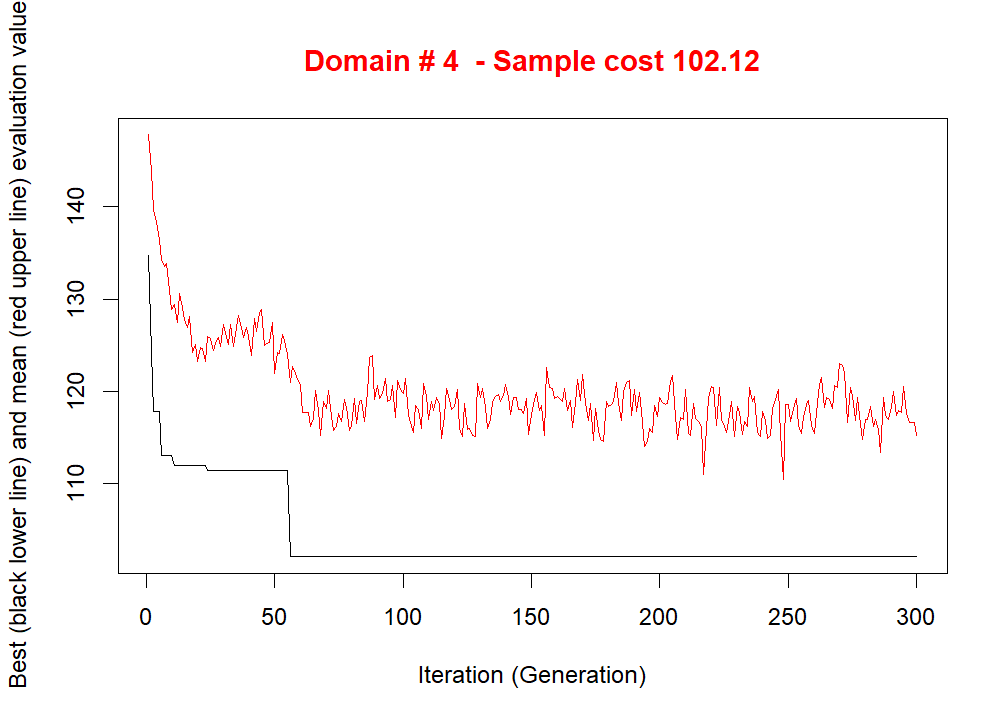 Domain # 4  - Sample cost 102.12
Best (black lower line) and mean (red upper line) evaluation value
140
130
120
110
0 50 100 150 200 250 300
Iteration (Generation)